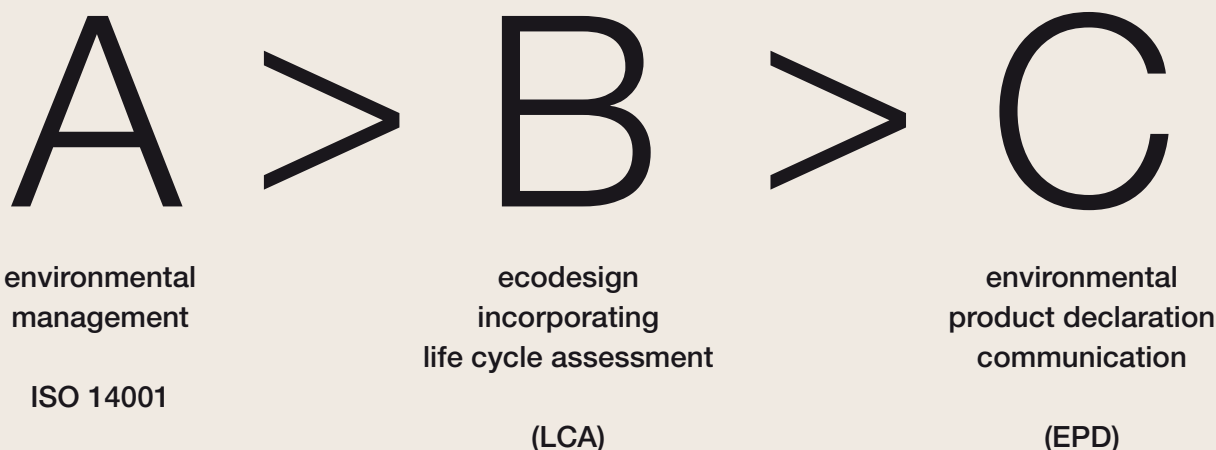 A > B > C
environmental
management
ISO 14001
ecodesign
incorporating
life cycle assessment
(LCA)
environmental
product declaration
communication
(EPD)